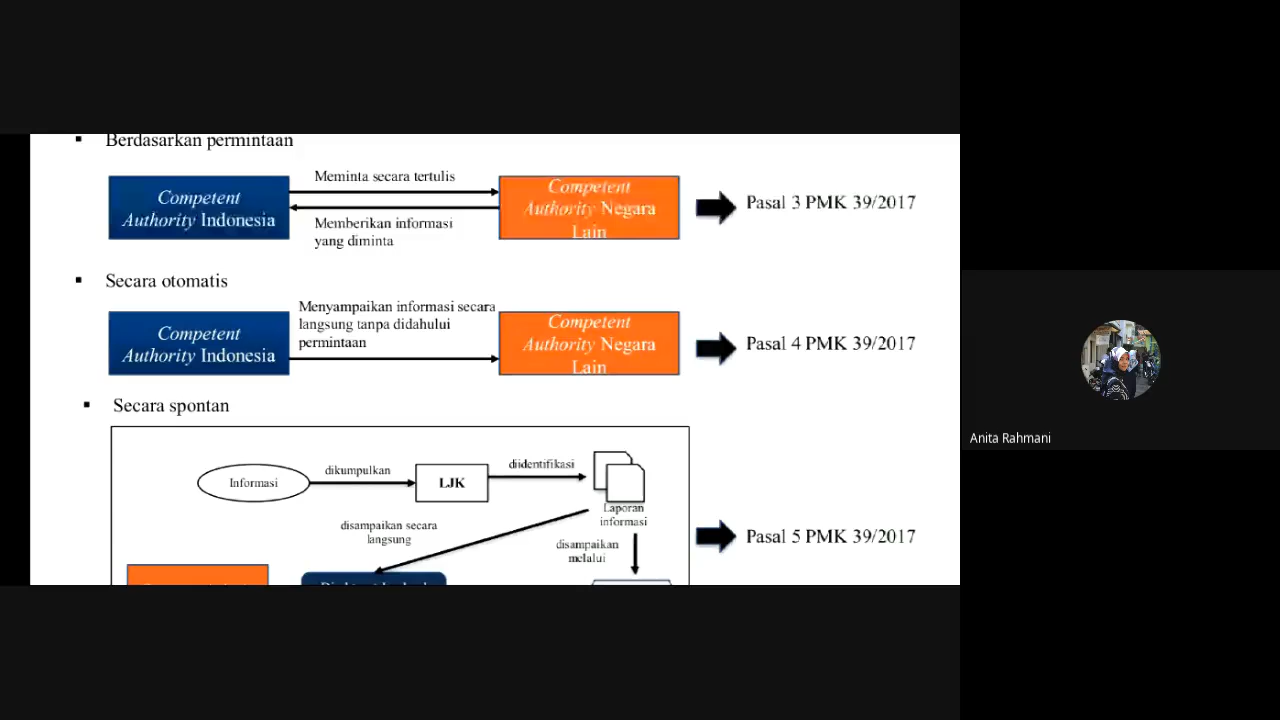 ▪ Berdasarkan permintaan
Meminta secara tertulis
Competent
Authority Indonesia
Memberikan informasi
yang diminta
Competent
Authority Negara
Lain
Pasal 3 PMK 39/2017
▪ Secara otomatis
Menyampaikan informasi secara
langsung tanpa didahului
permintaan
Competent
Authority Indonesia
Competent
Authority Negara
Lain
Pasal 4 PMK 39/2017
▪ Secara spontan
Informasi
dikumpulkan
LJK
diidentifikasi
Laporan
informasi
disampaikan secara
langsung
disampaikan
melalui
Pasal 5 PMK 39/2017
Anita Rahmani